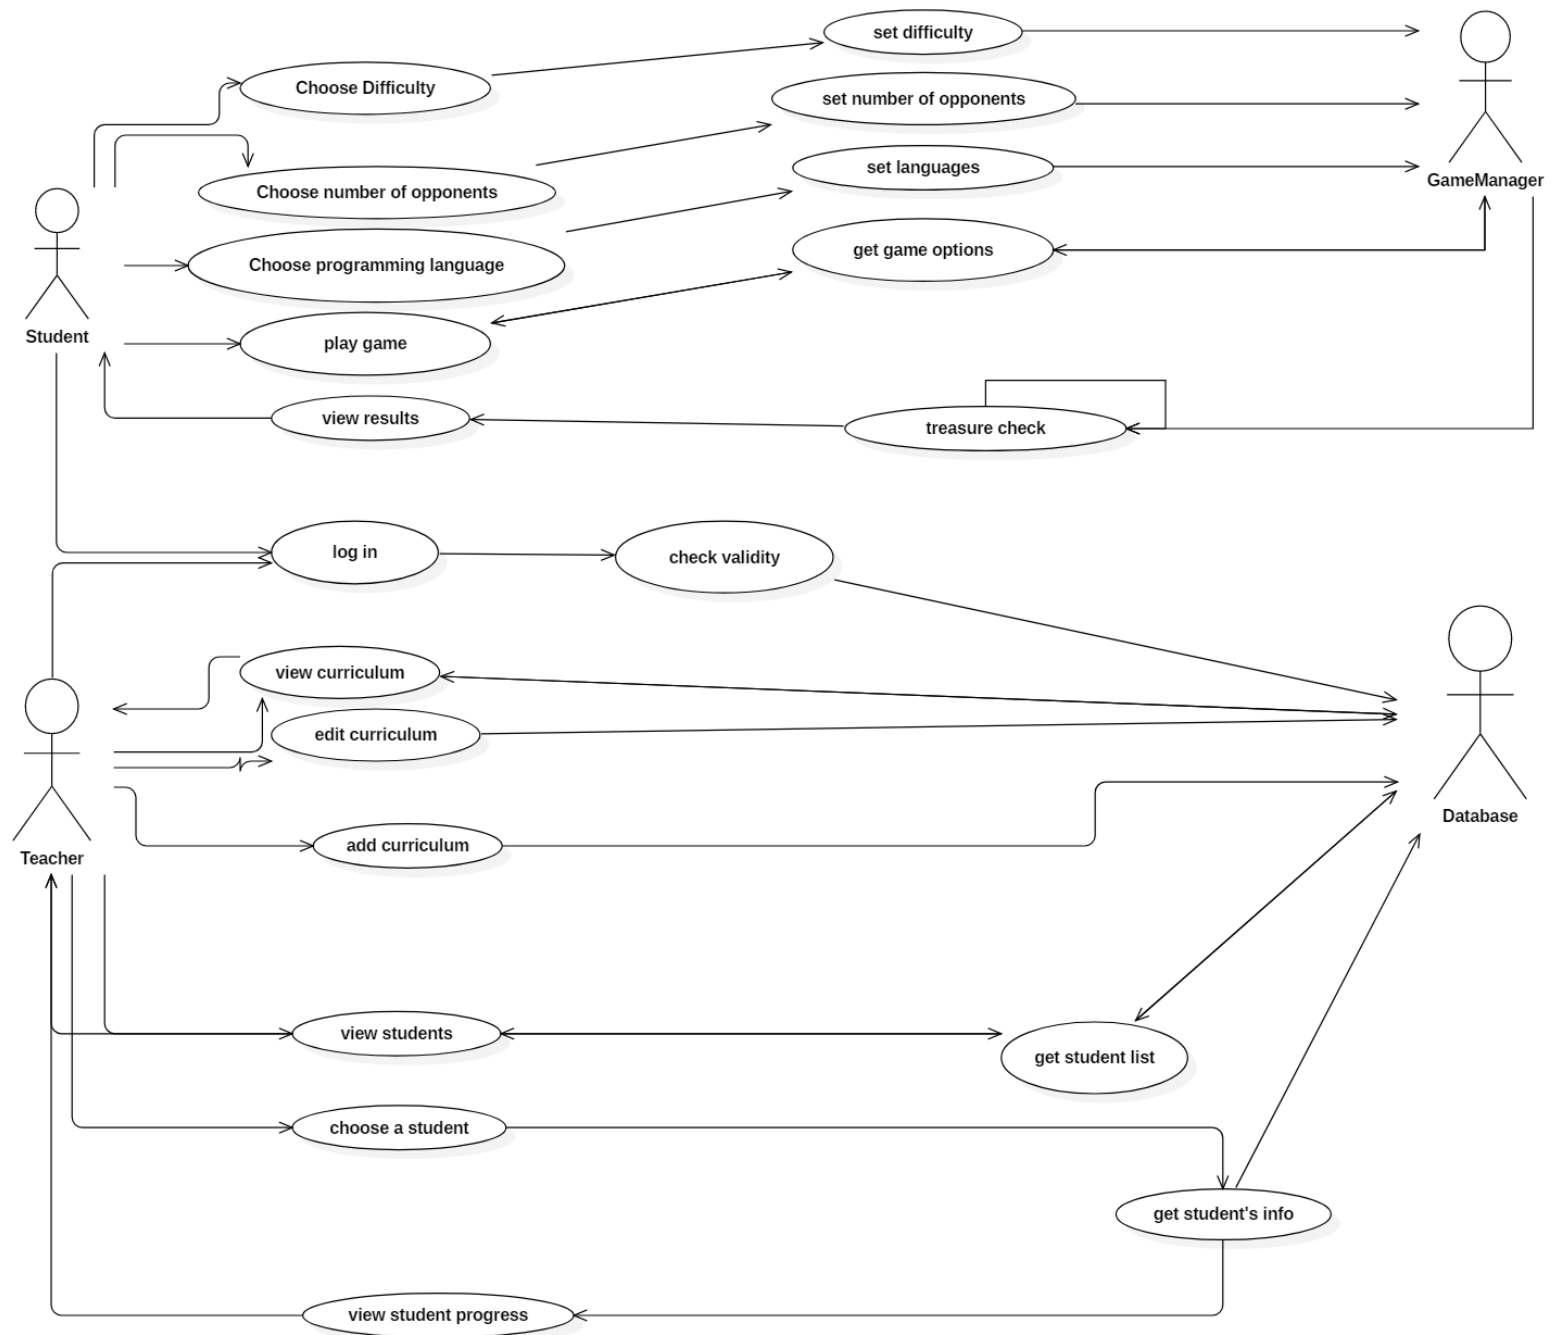 set difficulty
Choose Difficulty
set number of opponents
set languages
GameManager
Choose number of opponents
get game options
Choose programming language
Student
play game
view results
treasure check
log in
check validity
view curriculum
edit curriculum
Database
add curriculum
Teacher
view students
get student list
choose a student
get student's info
view student progress